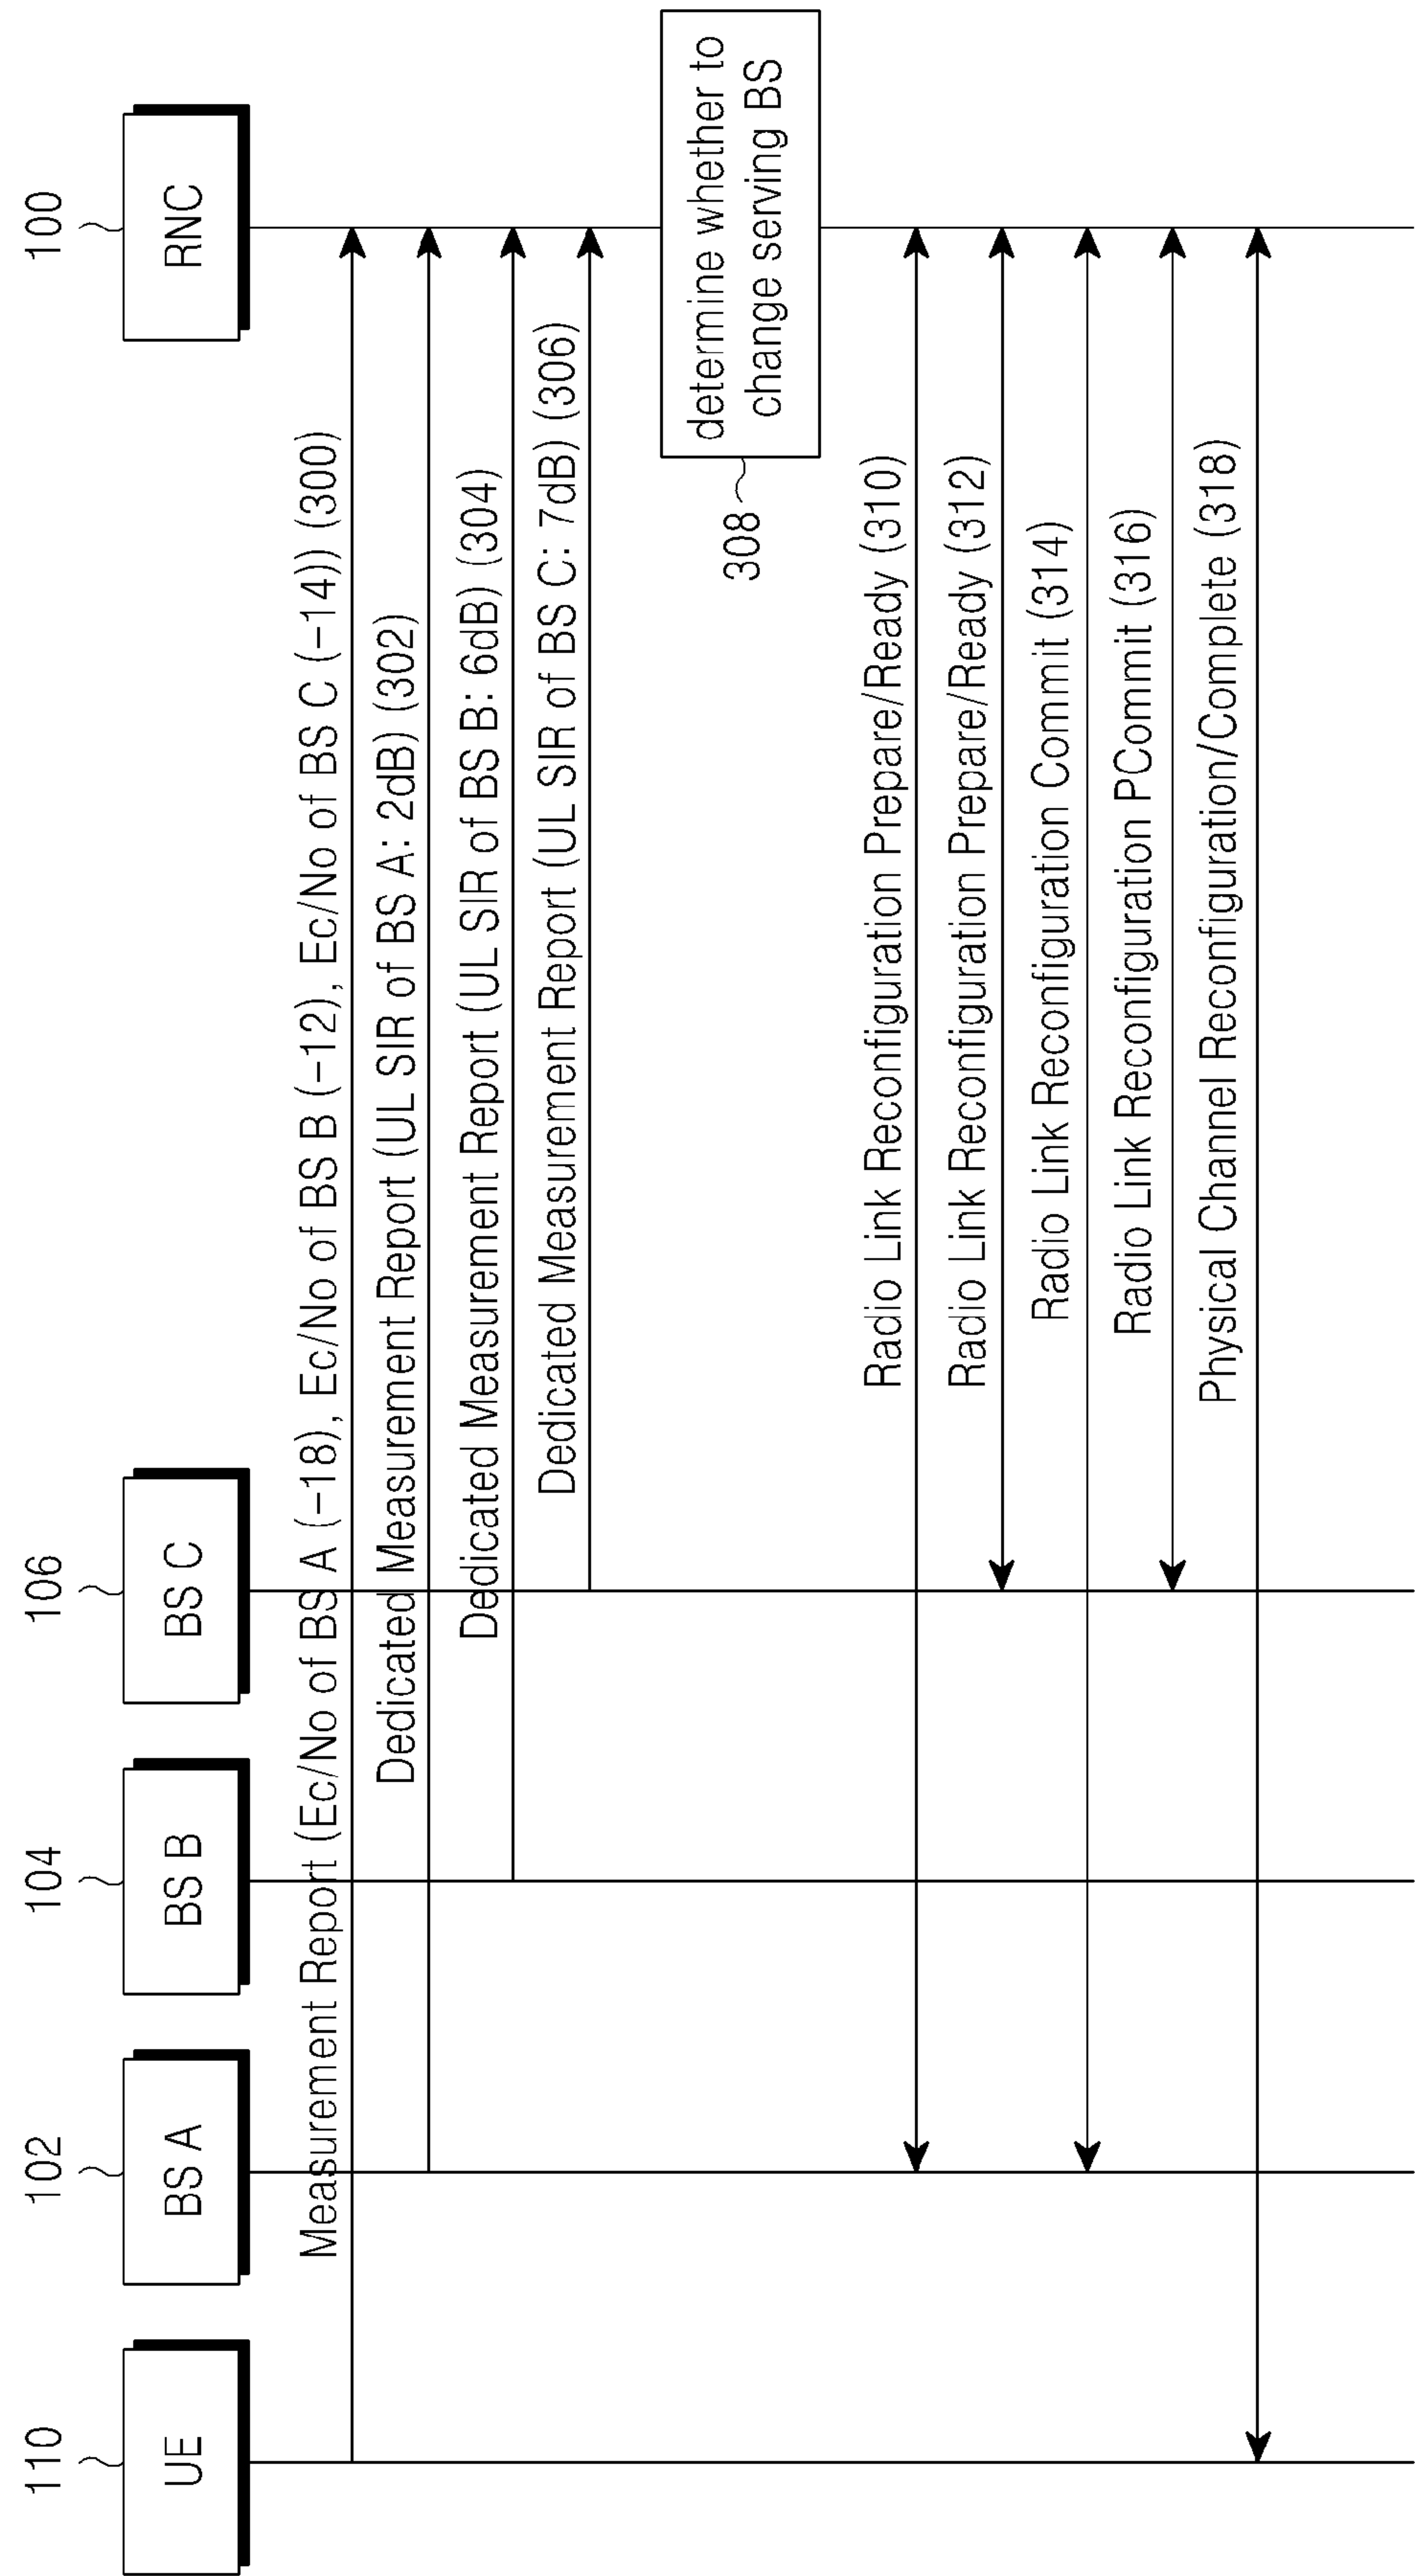 110
102
104
106
100
UE
BS A
BS B
BS C
RNC
Measurement Report (Ec/No of BS A (−18), Ec/No of BS B (−12), Ec/No of BS C (−14)) (300)
Dedicated Measurement Report (UL SIR of BS A: 2dB) (302)
Dedicated Measurement Report (UL SIR of BS B: 6dB) (304)
Dedicated Measurement Report (UL SIR of BS C: 7dB) (306)
308
determine whether to
change serving BS
Radio Link Reconfiguration Prepare/Ready (310)
Radio Link Reconfiguration Prepare/Ready (312)
Radio Link Reconfiguration Commit (314)
Radio Link Reconfiguration PCommit (316)
Physical Channel Reconfiguration/Complete (318)